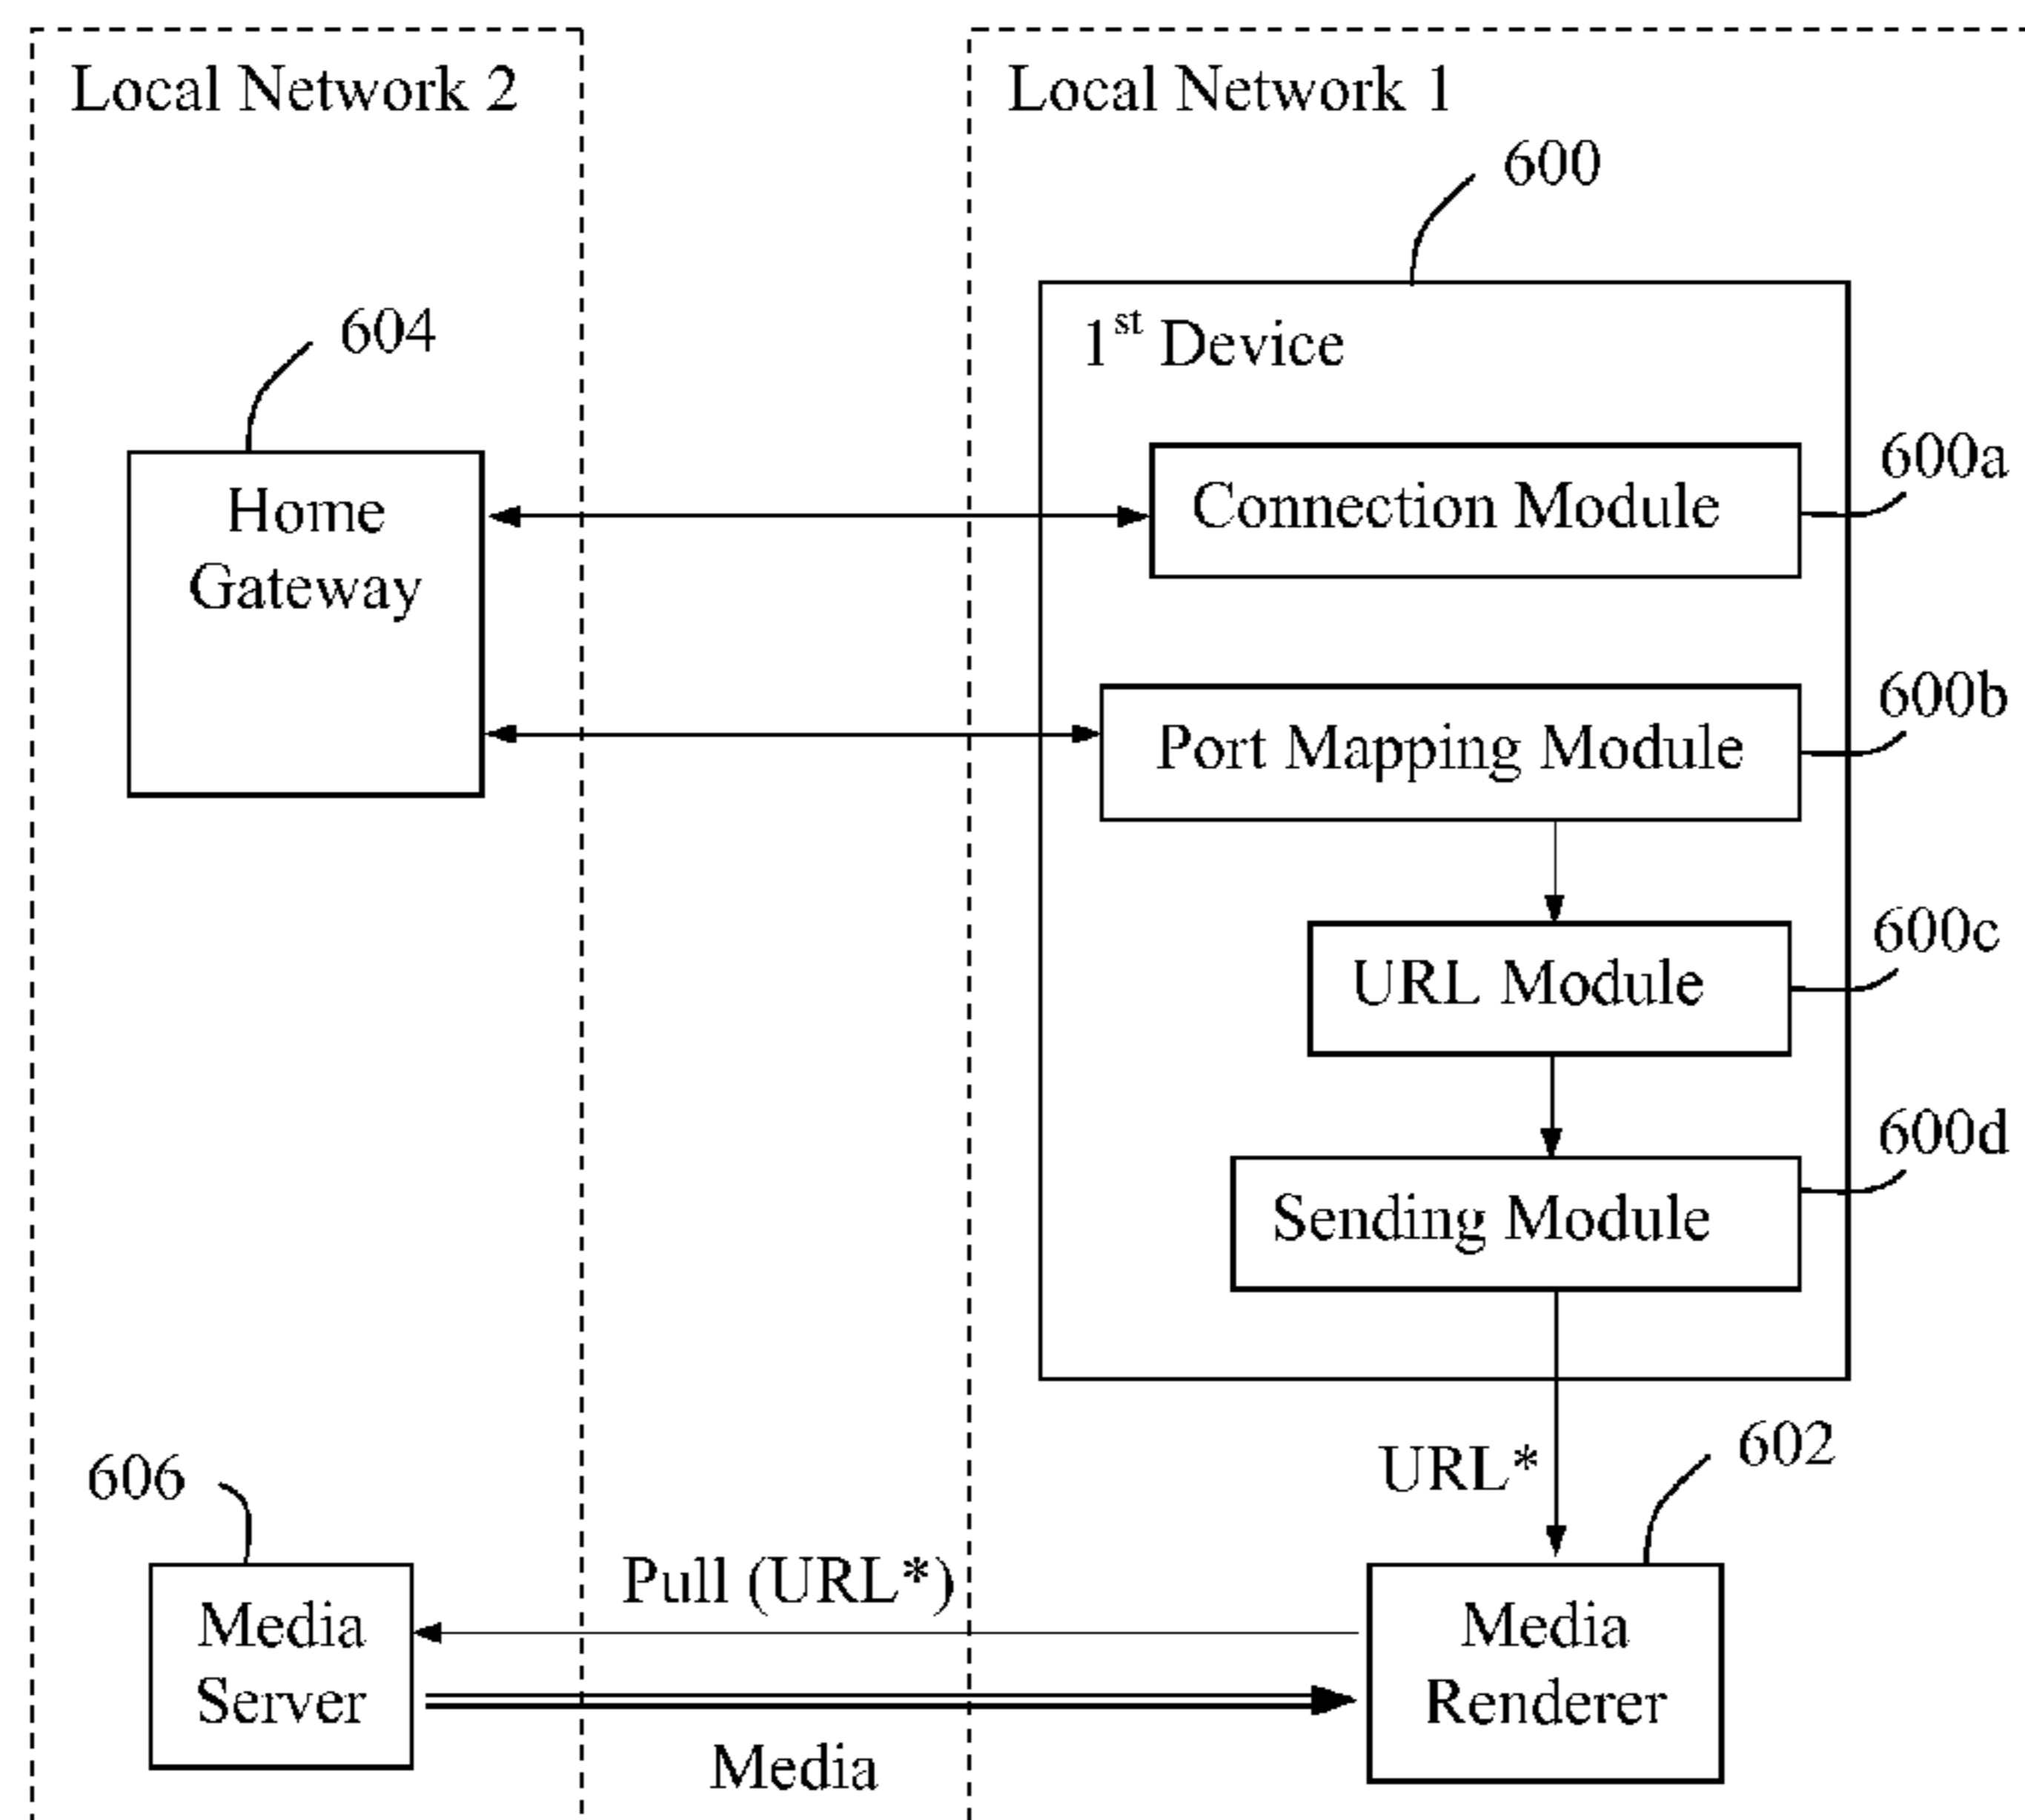 Local Network 2
Local Network 1
600
604
1st Device
600a
Home
Gateway
Connection Module
600b
Port Mapping Module
600c
URL Module
600d
Sending Module
602
URL*
606
Pull (URL*)
Media
Server
Media
Renderer
Media